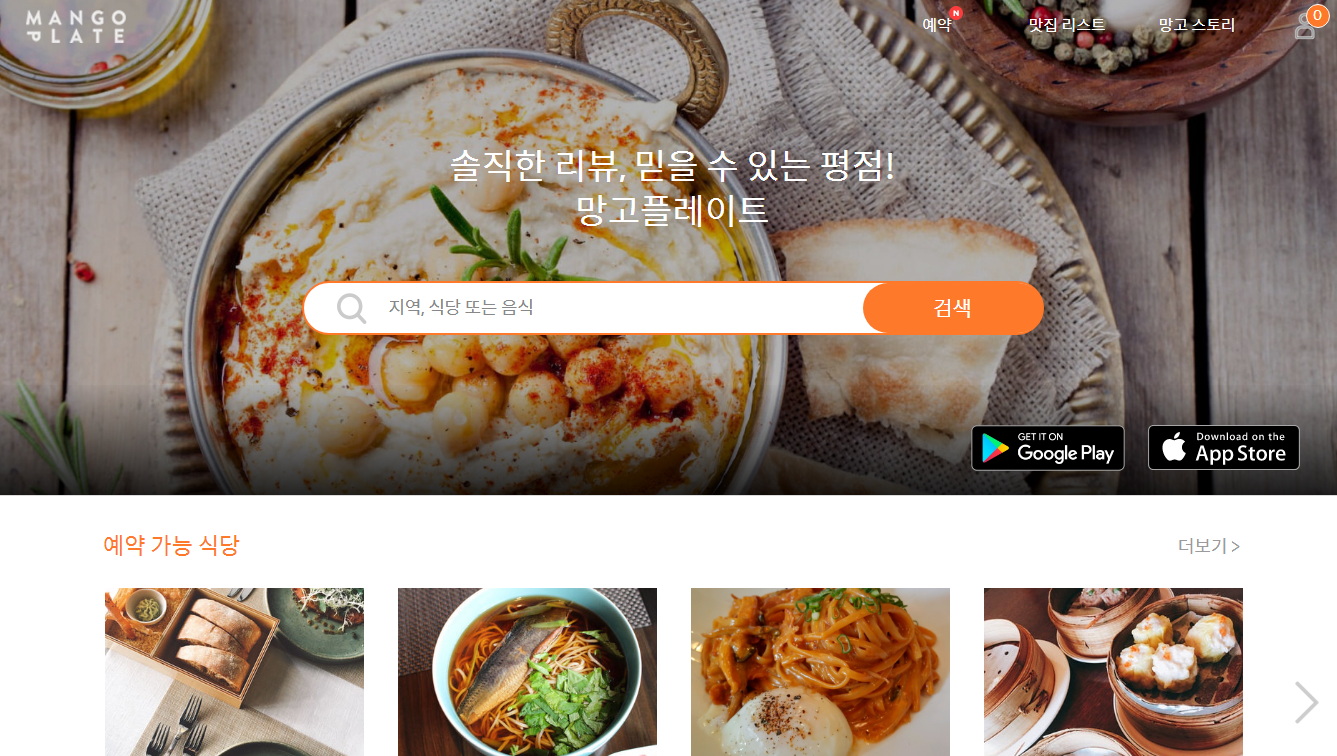 MANGO
PLATE
예약
N
맛집 리스트
망고 스토리
0
솔직한 리뷰, 믿을 수 있는 평점!
망고플레이트
지역, 식당 또는 음식
검색
GET IT ON
Google Play
Download on the
App Store
예약 가능 식당
더보기 >